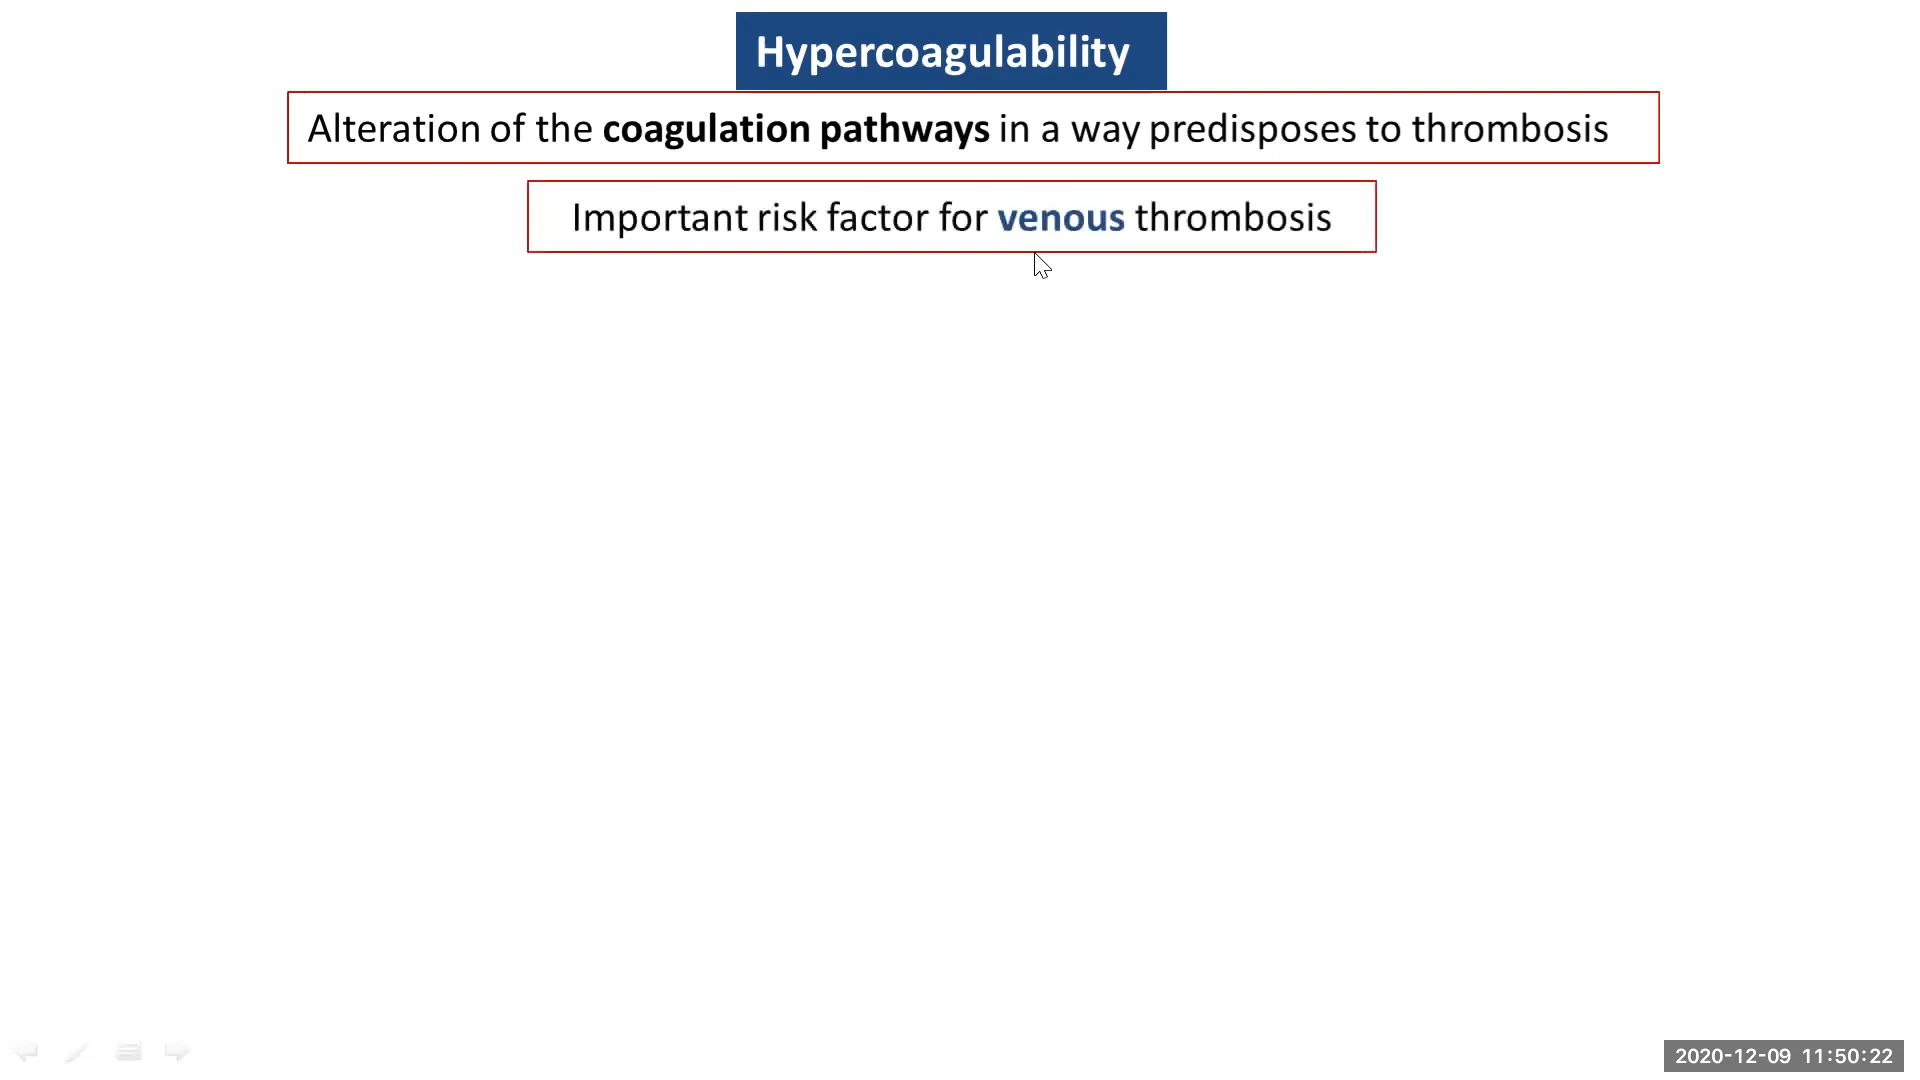 Hypercoagulability
Alteration of the coagulation pathways in a way predisposes to thrombosis
Important risk factor for venous thrombosis
2020-12-09 11:50:22